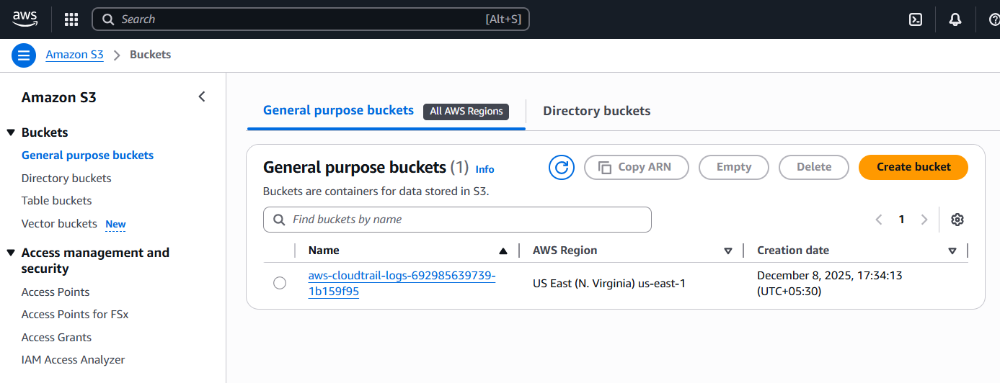 aws
Search
[Alt+S]
Amazon S3
Buckets
Amazon S3
Buckets
General purpose buckets
Directory buckets
Table buckets
Vector buckets New
Access management and
security
Access Points
Access Points for FSx
Access Grants
IAM Access Analyzer
General purpose buckets All AWS Regions
Directory buckets
General purpose buckets (1) Info
Copy ARN
Empty
Delete
Create bucket
Buckets are containers for data stored in S3.
Find buckets by name
1
Name
AWS Region
Creation date
aws-cloudtrail-logs-692985639739-
1b159f95
US East (N. Virginia) us-east-1
December 8, 2025, 17:34:13
(UTC+05:30)